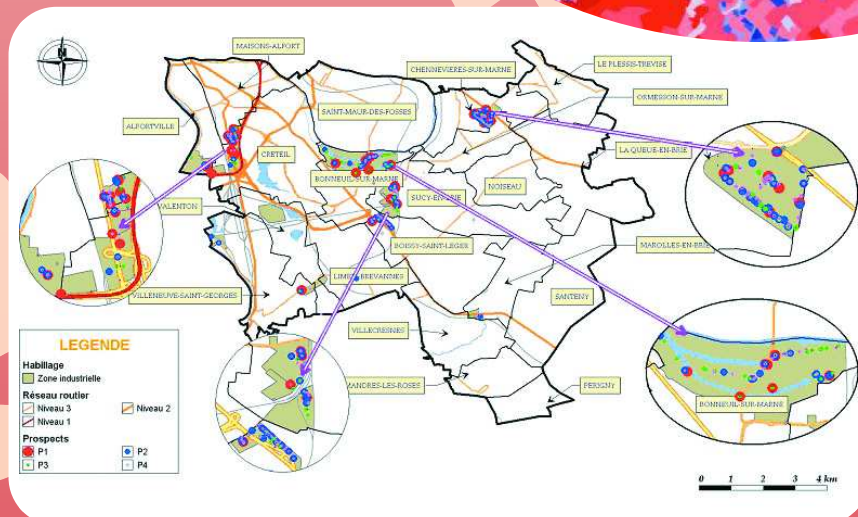 N
MAISONS-ALFORT
CHENNEVIERES-SUR-MARNE
LE PLESSIS-TREVISE
ORMESSON-SUR-MARNE
SAINT-MAUR-DES-FOSSES
ALFORTVILLE
CRETEIL
LA QUEUE-EN-BRIE
BONNEUIL-SUR-MARNE
NOISEAU
SUCY-EN-BRIE
VALENTON
BOISSY-SAINT-LEGER
MAROLLES-EN-BRIE
LIMEIL-BREVANNES
VILLENEUVE-SAINT-GEORGES
SANTENY
VILLECRESNES
MANDRES-LES-ROSES
PERIGNY
BONNEUIL-SUR-MARNE
LEGENDE
Habillage
Zone industrielle
Réseau routier
Niveau 3 Niveau 2
Niveau 1
Prospects
P1 P2
P3 P4
0 1 2 3 4 km